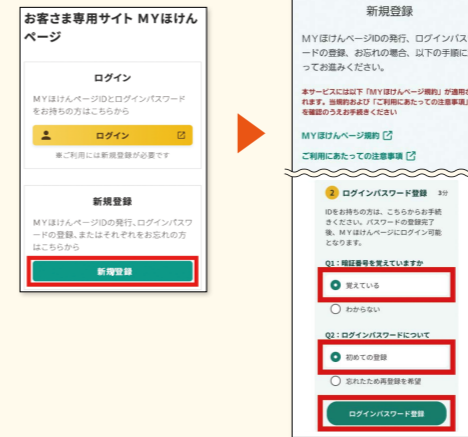 お客さま専用サイト MYほけん
ページ
ログイン
MYほけんページIDとログインパスワード
をお持ちの方はこちらから
ログイン
※ご利用には新規登録が必要です
新規登録
MYほけんページIDの発行、ログインパスワ
ードの登録、またはそれぞれをお忘れの方
はこちらから
新規登録
新規登録
MYほけんページIDの発行、ログインパス
ードの登録、お忘れの場合、以下の手順に
ってお進みください。
本サービスには以下「MYほけんページ規約」が適用さ
れます。当規約および「ご利用にあたっての注意事項」
を確認のうえお手続きください
MYほけんページ規約
ご利用にあたっての注意事項
2 ログインパスワード登録 3分
IDをお持ちの方は、こちらからお手続
きください。パスワードの登録完了
後、MYほけんページにログイン可能
となります。
Q1：暗証番号を覚えていますか
覚えている
わからない
Q2：ログインパスワードについて
初めての登録
忘れたため再登録を希望
ログインパスワード登録